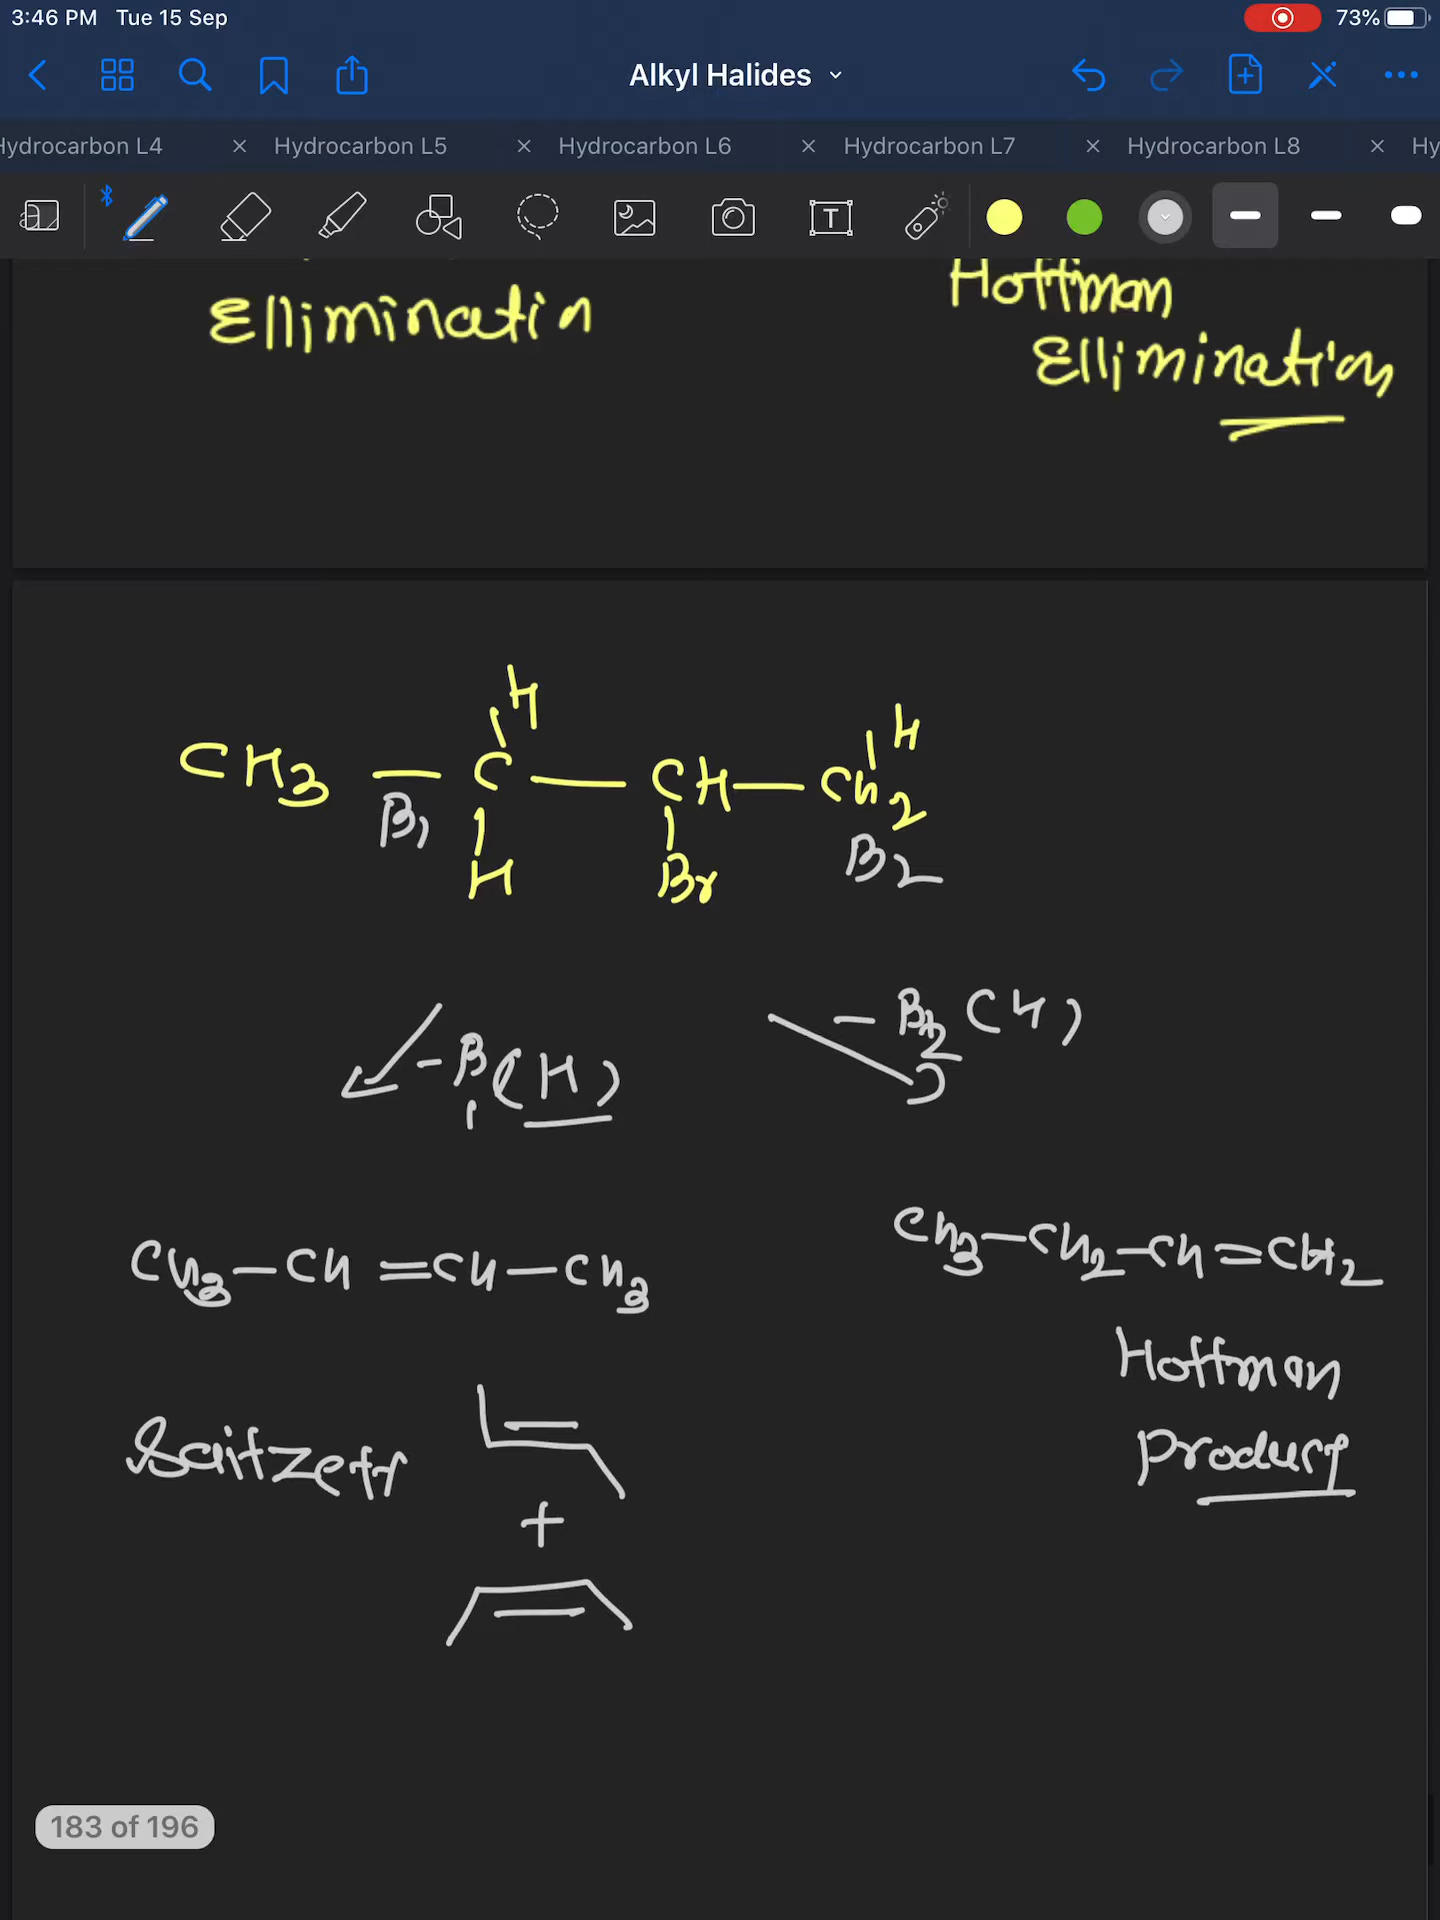 3:46 PM Tue 15 Sep 73%
Alkyl Halides
Hydrocarbon L4 × Hydrocarbon L5 × Hydrocarbon L6 × Hydrocarbon L7 × Hydrocarbon L8 × Hy
a T
Ellimination
Hoffman
Ellimination
H H
CH3 — C — CH — CH2
β1 H Br β2
- β1(H) - β2(H)
CH3 — CH = CH — CH3 CH3 — CH2 — CH = CH2
Hoffman
Saitzeff Product
+
183 of 196